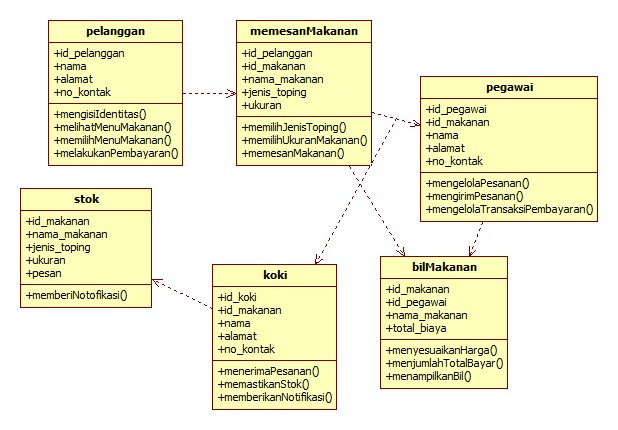 pelanggan
+id_pelanggan
+nama
+alamat
+no_kontak
+mengisiIdentitas()
+melihatMenuMakanan()
+memilihMenuMakanan()
+melakukanPembayaran()
memesanMakanan
+id_pelanggan
+id_makanan
+nama_makanan
+jenis_toping
+ukuran
+memilihJenisToping()
+memilihUkuranMakanan()
+memesanMakanan()
pegawai
+id_pegawai
+id_makanan
+nama
+alamat
+no_kontak
+mengelolaPesanan()
+mengirimPesanan()
+mengelolaTransaksiPembayaran()
stok
+id_makanan
+nama_makanan
+jenis_toping
+ukuran
+pesan
+memberiNotofikasi()
koki
+id_koki
+id_makanan
+nama
+alamat
+no_kontak
+menerimaPesanan()
+memastikanStok()
+memberikanNotifikasi()
bilMakanan
+id_makanan
+id_pegawai
+nama_makanan
+total_biaya
+menyesuaikanHarga()
+menjumlahTotalBayar()
+menampilkanBil()